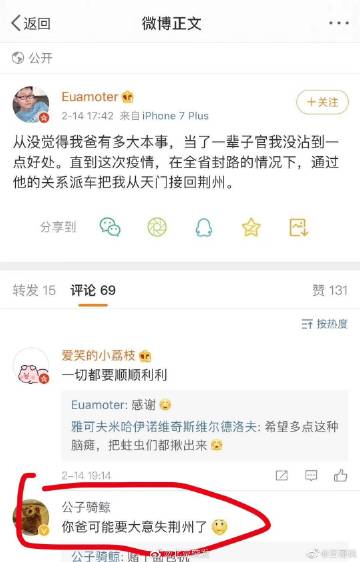 返回
微博正文
公开
Euamoter
2-14 17:42 来自 iPhone 7 Plus
+关注
从没觉得我爸有多大本事，当了一辈子官我没沾到一
点好处。直到这次疫情，在全省封路的情况下，通过
他的关系派车把我从天门接回荆州。
分享到
转发 15
评论 69
赞 131
按热度
爱笑的小荔枝
一切都要顺顺利利
Euamoter: 感谢
雅可夫米哈伊诺维奇斯维尔德洛夫: 希望多点这种
脑瘫，把蛀虫们都揪出来
2-14 19:14
公子骑鲸
你爸可能要大意失荆州了